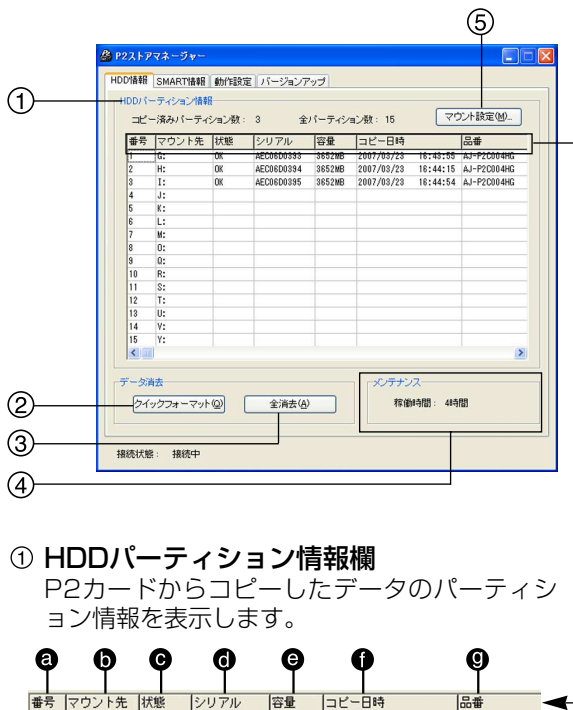 ⑤
P2ストアマネージャー
HDD情報 SMART情報 動作設定 バージョンアップ
①
HDDパーティション情報
コピー済みパーティション数： 3 全パーティション数： 15 マウント設定(M)...
番号 マウント先 状態 シリアル 容量 コピー日時 品番
1 G: OK AEC06D0393 3652MB 2007/03/23 16:43:55 AJ-P2C004HG
2 H: OK AEC06D0394 3652MB 2007/03/23 16:44:15 AJ-P2C004HG
3 I: OK AEC06D0395 3652MB 2007/03/23 16:44:54 AJ-P2C004HG
4 J:
5 K:
6 L:
7 M:
8 O:
9 Q:
10 R:
11 S:
12 T:
13 U:
14 V:
15 Y:
データ消去 メンテナンス
② クイックフォーマット(Q) 全消去(A) 稼働時間： 4時間
③
接続状態： 接続中
④
① HDDパーティション情報欄
P2カードからコピーしたデータのパーティシ
ョン情報を表示します。
a b c d e f g
番号 マウント先 状態 シリアル 容量 コピー日時 品番